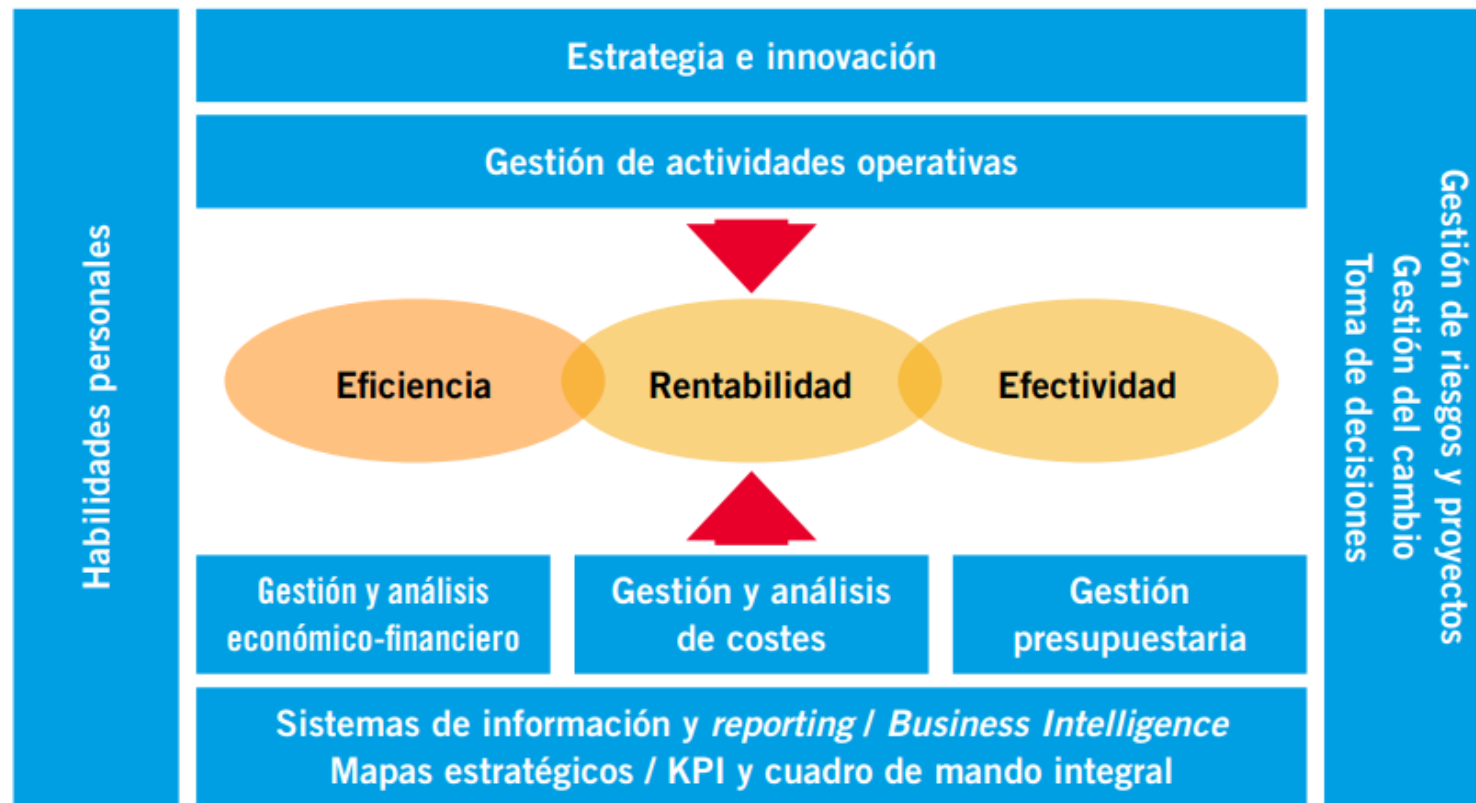 Habilidades personales
Estrategia e innovación
Gestión de actividades operativas
Eficiencia
Rentabilidad
Efectividad
Gestión y análisis
económico-financiero
Gestión y análisis
de costes
Gestión
presupuestaria
Sistemas de información y reporting / Business Intelligence
Mapas estratégicos / KPI y cuadro de mando integral
Gestión de riesgos y proyectos
Gestión del cambio
Toma de decisiones